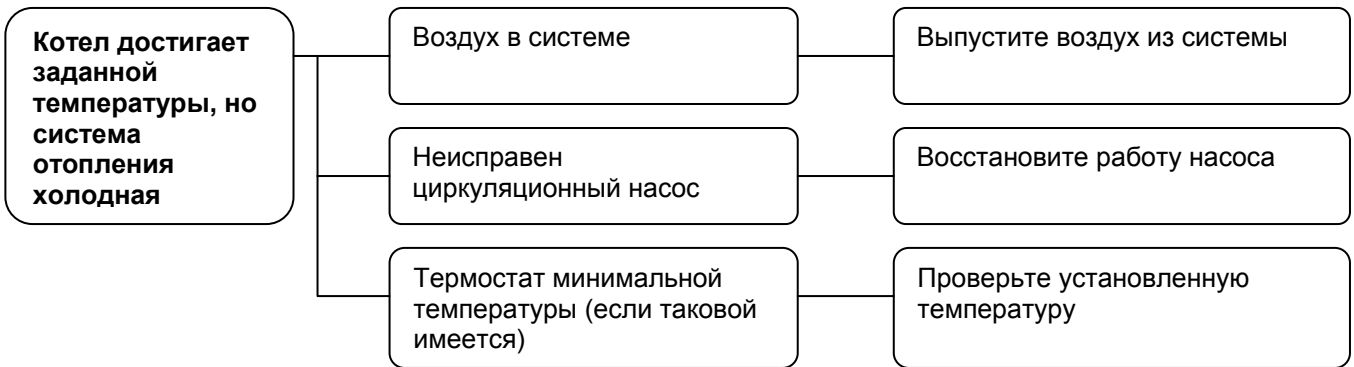 Котел достигает
заданной
температуры, но
система
отопления
холодная
Воздух в системе
Выпустите воздух из системы
Неисправен
циркуляционный насос
Восстановите работу насоса
Термостат минимальной
температуры (если таковой
имеется)
Проверьте установленную
температуру